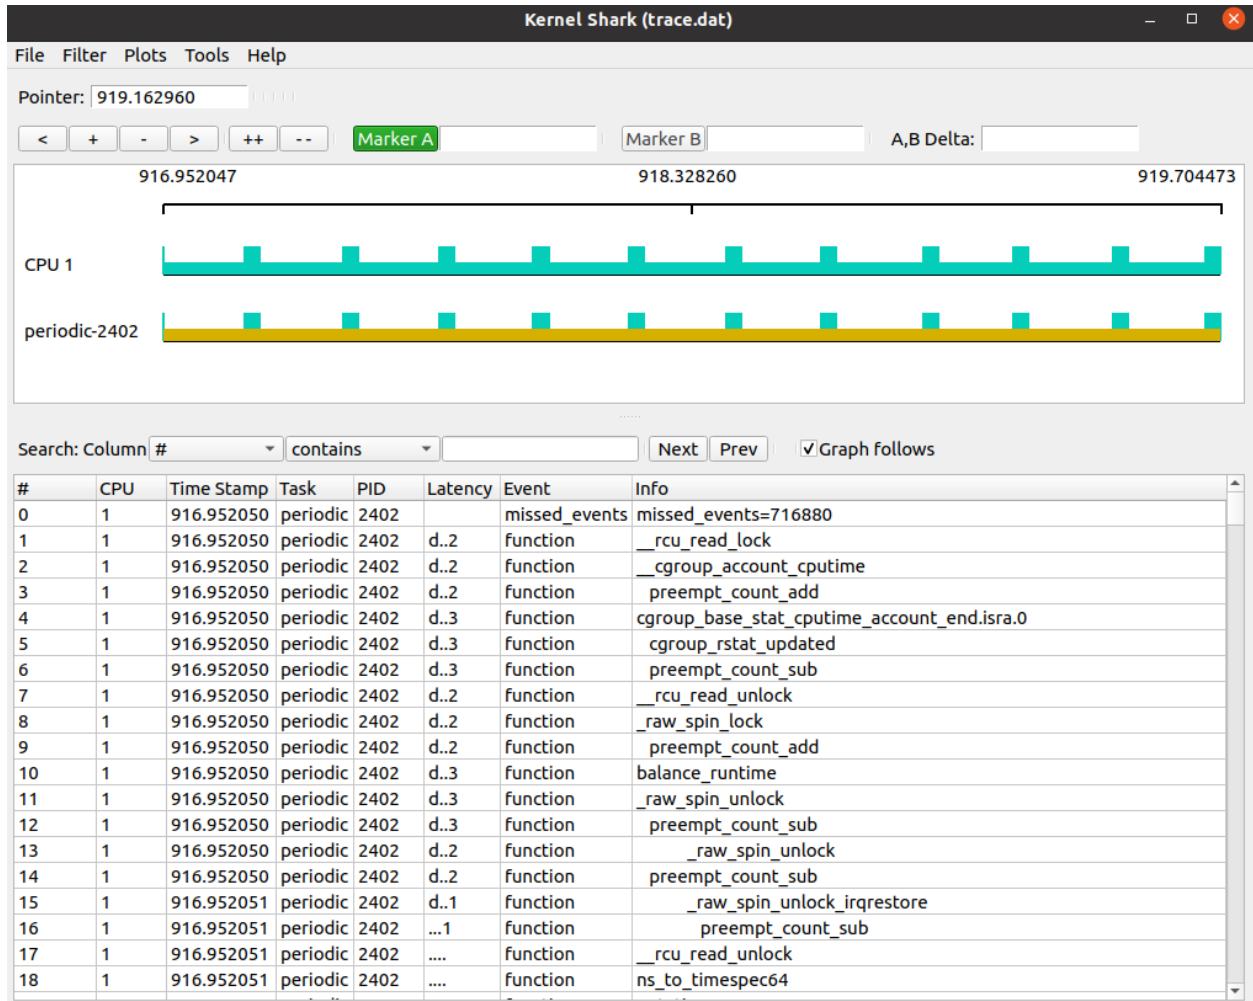 Kernel Shark (trace.dat)
File Filter Plots Tools Help
Pointer: 919.162960
< + - > ++ -- Marker A Marker B A,B Delta:
916.952047 918.328260 919.704473
CPU 1
periodic-2402
Search: Column # contains Next Prev Graph follows
# CPU Time Stamp Task PID Latency Event Info
0 1 916.952050 periodic 2402 missed_events missed_events=716880
1 1 916.952050 periodic 2402 d..2 function __rcu_read_lock
2 1 916.952050 periodic 2402 d..2 function __cgroup_account_cputime
3 1 916.952050 periodic 2402 d..2 function preempt_count_add
4 1 916.952050 periodic 2402 d..3 function cgroup_base_stat_cputime_account_end.isra.0
5 1 916.952050 periodic 2402 d..3 function cgroup_rstat_updated
6 1 916.952050 periodic 2402 d..3 function preempt_count_sub
7 1 916.952050 periodic 2402 d..2 function __rcu_read_unlock
8 1 916.952050 periodic 2402 d..2 function _raw_spin_lock
9 1 916.952050 periodic 2402 d..2 function preempt_count_add
10 1 916.952050 periodic 2402 d..3 function balance_runtime
11 1 916.952050 periodic 2402 d..3 function _raw_spin_unlock
12 1 916.952050 periodic 2402 d..3 function preempt_count_sub
13 1 916.952050 periodic 2402 d..2 function _raw_spin_unlock
14 1 916.952050 periodic 2402 d..2 function preempt_count_sub
15 1 916.952051 periodic 2402 d..1 function _raw_spin_unlock_irqrestore
16 1 916.952051 periodic 2402 ...1 function preempt_count_sub
17 1 916.952051 periodic 2402 .... function __rcu_read_unlock
18 1 916.952051 periodic 2402 .... function ns_to_timespec64